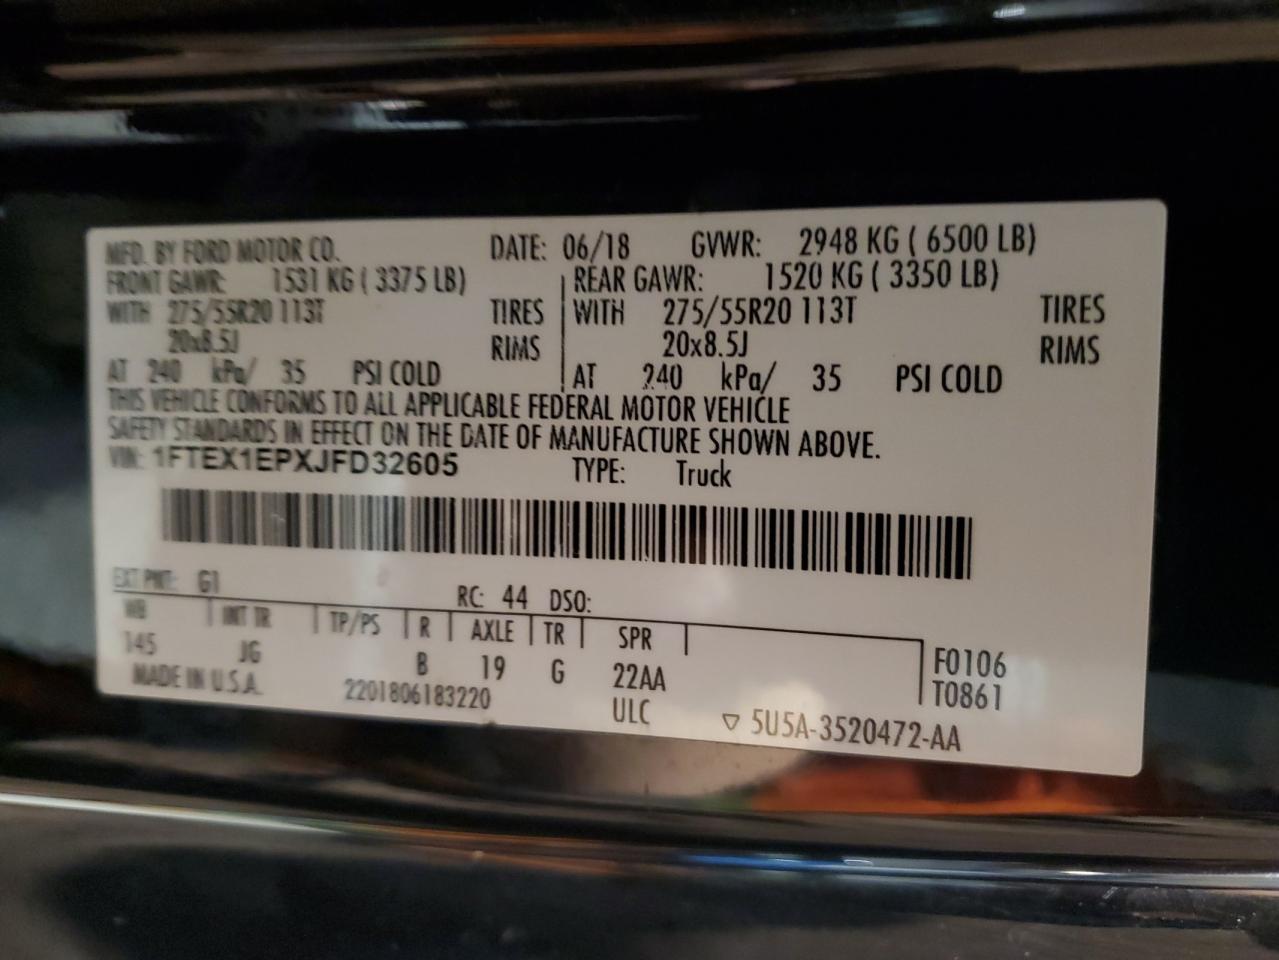 MFD. BY FORD MOTOR CO. DATE: 06/18 GVWR: 2948 KG ( 6500 LB)
FRONT GAWR: 1531 KG ( 3375 LB) REAR GAWR: 1520 KG ( 3350 LB)
WITH 275/55R20 113T TIRES WITH 275/55R20 113T TIRES
20x8.5J RIMS 20x8.5J RIMS
AT 240 kPa/ 35 PSI COLD AT 240 kPa/ 35 PSI COLD
THIS VEHICLE CONFORMS TO ALL APPLICABLE FEDERAL MOTOR VEHICLE
SAFETY STANDARDS IN EFFECT ON THE DATE OF MANUFACTURE SHOWN ABOVE.
VIN: 1FTEX1EPXJFD32605 TYPE: Truck
EXT PNT: G1 RC: 44 DSO:
WB INT TR TP/PS R AXLE TR SPR
145 JG B 19 G 22AA F0106
MADE IN U.S.A. 2201806183220 ULC T0861
▽ 5U5A-3520472-AA